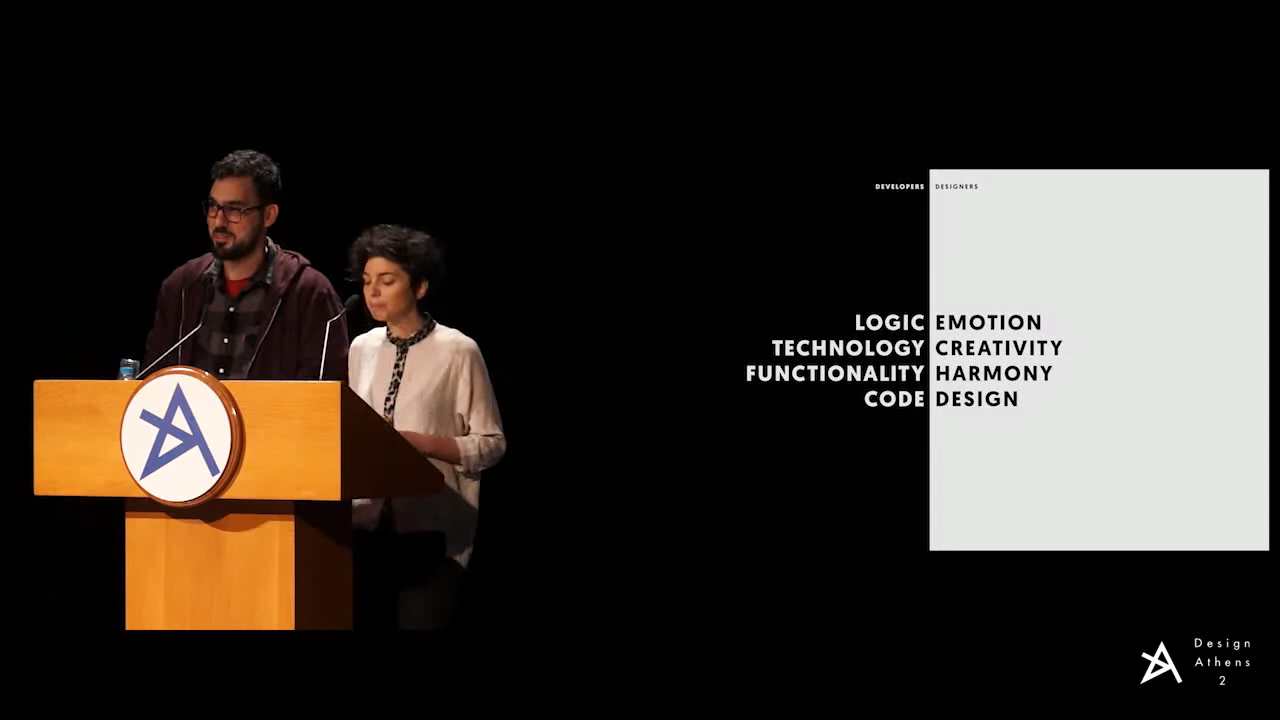 DEVELOPERS DESIGNERS
LOGIC EMOTION
TECHNOLOGY CREATIVITY
FUNCTIONALITY HARMONY
CODE DESIGN
Design
Athens
2